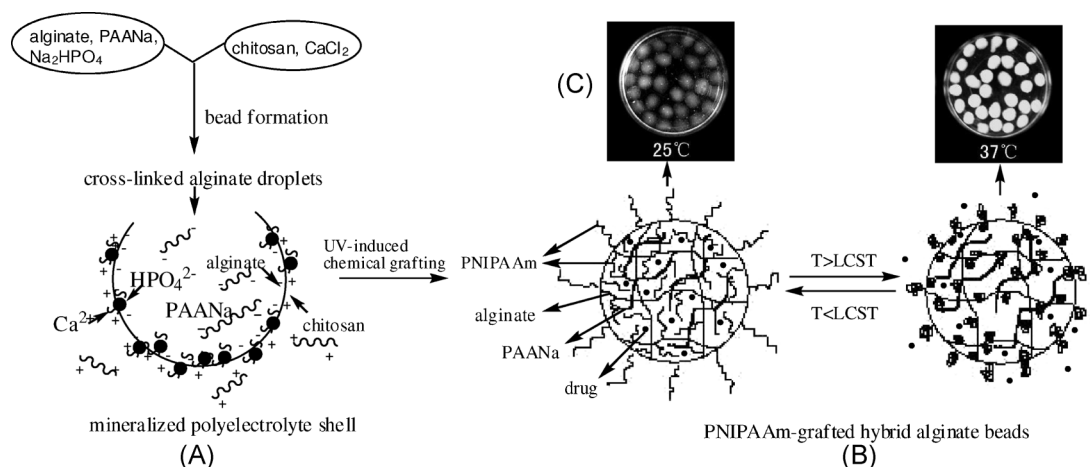 alginate, PAANa,
Na₂HPO₄
chitosan, CaCl₂
bead formation
cross-linked alginate droplets
HPO₄²⁻
alginate
PAANa
Ca²⁺
chitosan
mineralized polyelectrolyte shell
(A)
UV-induced
chemical grafting
(C)
25℃
37℃
PNIPAAm
alginate
PAANa
drug
T>LCST
T<LCST
PNIPAAm-grafted hybrid alginate beads
(B)